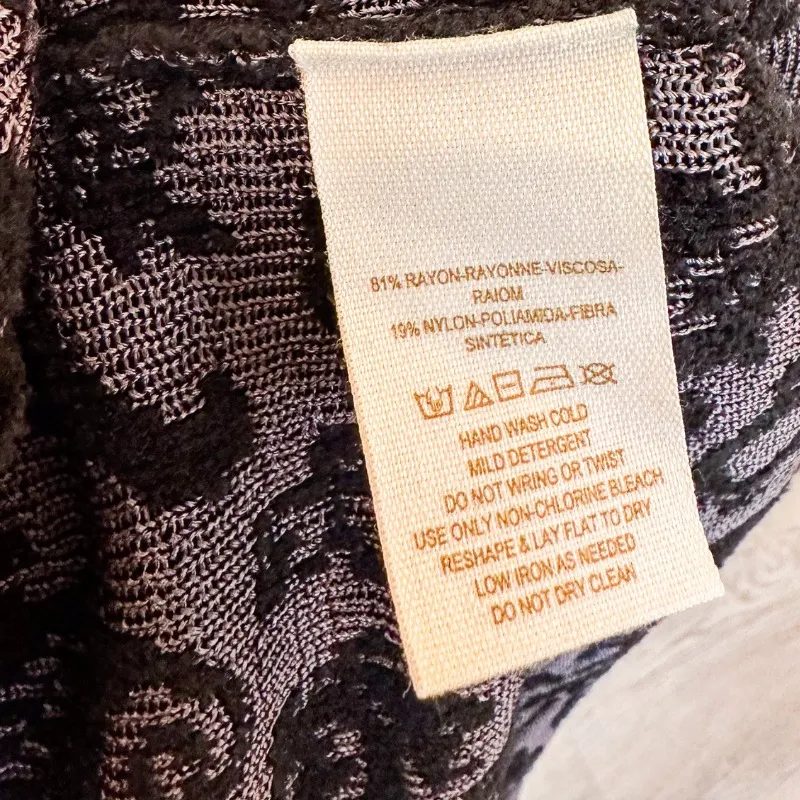 81% RAYON-RAYONNE-VISCOSA-
RAIOM
19% NYLON-POLIAMIDA-FIBRA
SINTETICA
HAND WASH COLD
MILD DETERGENT
DO NOT WRING OR TWIST
USE ONLY NON-CHLORINE BLEACH
RESHAPE & LAY FLAT TO DRY
LOW IRON AS NEEDED
DO NOT DRY CLEAN